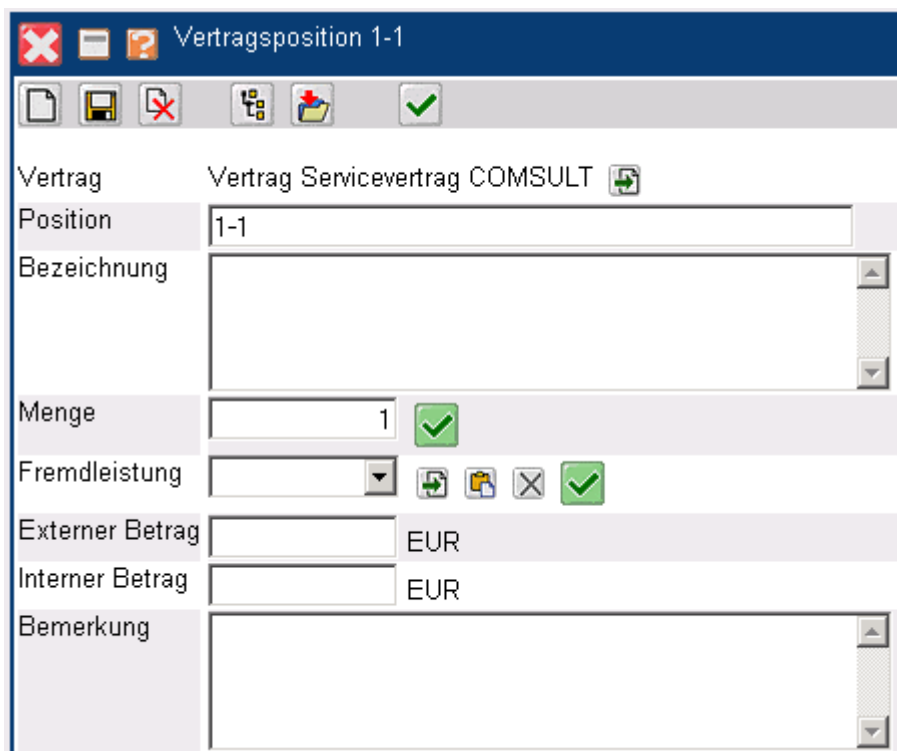 Vertragsposition 1-1
Vertrag Vertrag Servicevertrag COMSULT
Position 1-1
Bezeichnung
Menge 1
Fremdleistung
Externer Betrag EUR
Interner Betrag EUR
Bemerkung